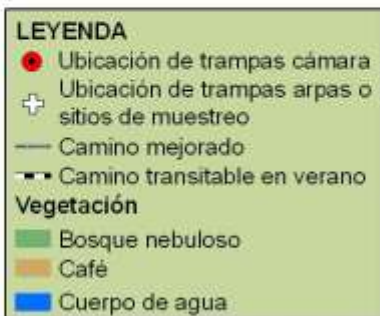 LEYENDA
Ubicación de trampas cámara
Ubicación de trampas arpas o
sitios de muestreo
Camino mejorado
Camino transitable en verano
Vegetación
Bosque nebuloso
Café
Cuerpo de agua